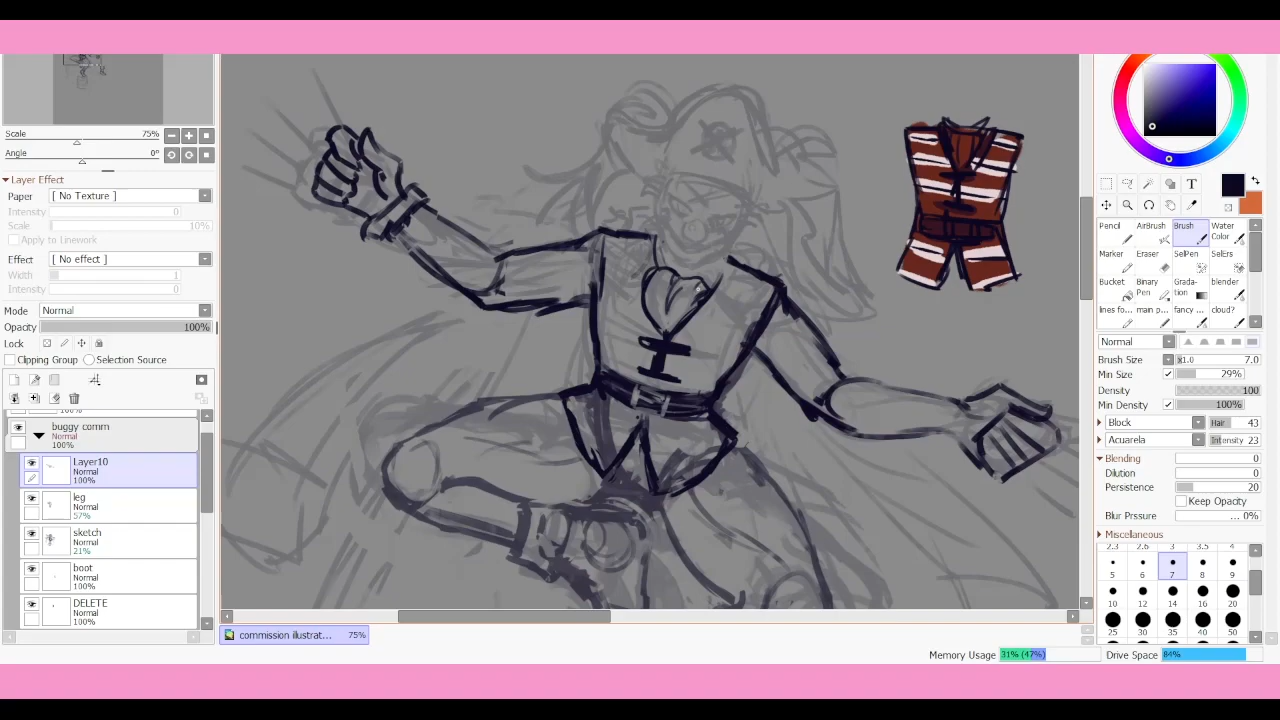 Scale 75%
Angle 0°
Layer Effect
Paper [ No Texture ]
Intensity 0
Scale 10%
Apply to Linework
Effect [ No effect ]
Width 1
Intensity 0
Mode Normal
Opacity 100%
Lock
Clipping Group Selection Source
100%
buggy comm
Normal
100%
Layer10
Normal
100%
leg
Normal
57%
sketch
Normal
21%
boot
Normal
100%
DELETE
Normal
100%
commission illustrat... 75%
Memory Usage 31% (47%) Drive Space 84%
T
Pencil AirBrush Brush Water Color
Marker Eraser SelPen SelErs
Bucket Binary Pen Grada-tion blender
lines fo... main p... fancy ... cloud?
Normal
Brush Size x1.0 7.0
Min Size 29%
Density 100
Min Density 100%
Block Hair 43
Acuarela Intensity 23
Blending 0
Dilution 0
Persistence 20
Keep Opacity
Blur Prssure ... 0%
Miscellaneous
2.3 2.6 3 3.5 4
5 6 7 8 9
10 12 14 16 20
25 30 35 40 50